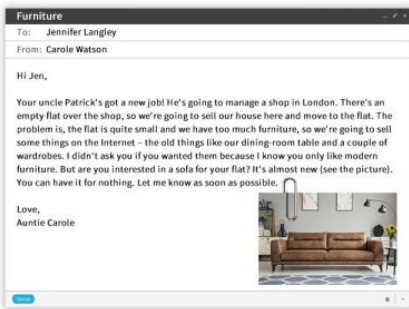 Furniture
To: Jennifer Langley
From: Carole Watson
Hi Jen,
Your uncle Patrick's got a new job! He's going to manage a shop in London. There's an
empty flat over the shop, so we're going to sell our house here and move to the flat. The
problem is, the flat is quite small and we have too much furniture, so we're going to sell
some things on the Internet – the old things like our dining-room table and a couple of
wardrobes. I didn't ask you if you wanted them because I know you only like modern
furniture. But are you interested in a sofa for your flat? It's almost new (see the picture).
You can have it for nothing. Let me know as soon as possible.
Love,
Auntie Carole
Send